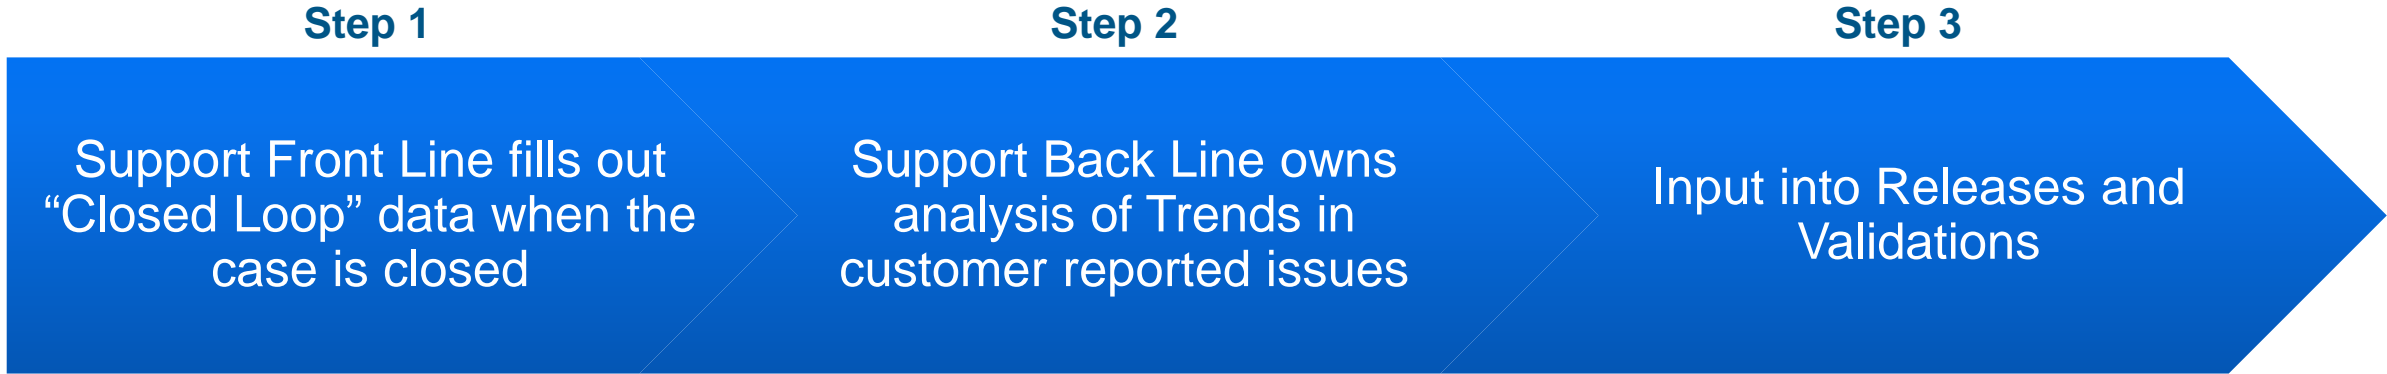 Step 1
Support Front Line fills out
“Closed Loop” data when the
case is closed
Step 2
Support Back Line owns
analysis of Trends in
customer reported issues
Step 3
Input into Releases and
Validations